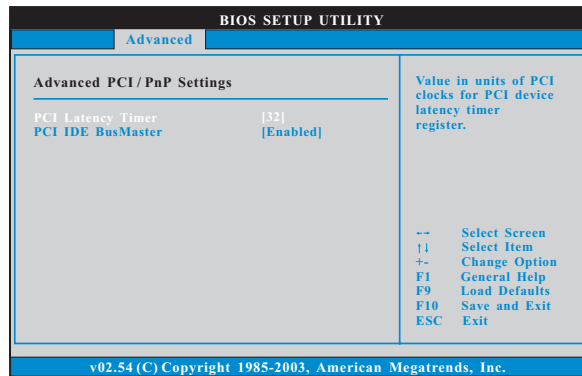 BIOS SETUP UTILITY
Advanced
Advanced PCI / PnP Settings
PCI Latency Timer [32]
PCI IDE BusMaster [Enabled]
Value in units of PCI
clocks for PCI device
latency timer
register.
←→ Select Screen
↑↓ Select Item
+- Change Option
F1 General Help
F9 Load Defaults
F10 Save and Exit
ESC Exit
v02.54 (C) Copyright 1985-2003, American Megatrends, Inc.